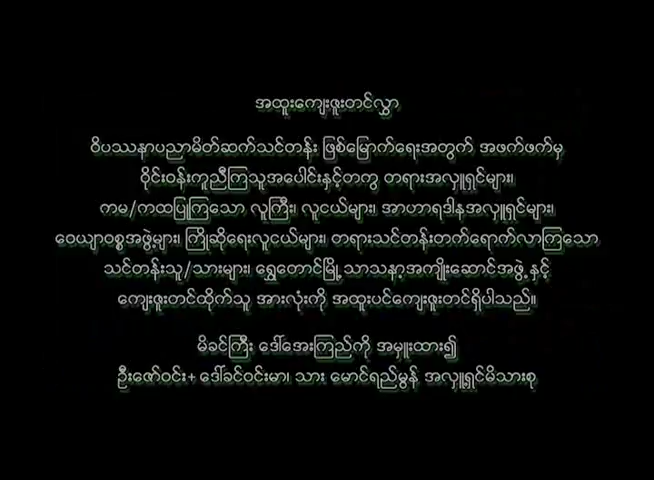 အထူးကျေးဇူးတင်လွှာ
ဝိပဿနာပညာမိတ်ဆက်သင်တန်း ဖြစ်မြောက်ရေးအတွက် အဖက်ဖက်မှ
ဝိုင်းဝန်းကူညီကြသူအပေါင်းနှင့်တကွ တရားအလှူရှင်များ၊
ကမ/ကထပြုကြသော လူကြီး၊ လူငယ်များ၊ အာဟာရဒါနအလှူရှင်များ၊
ဝေယျာဝစ္စအဖွဲ့များ၊ ကြိုဆိုရေးလူငယ်များ၊ တရားသင်တန်းတက်ရောက်လာကြသော
သင်တန်းသူ/သားများ၊ ရွှေတောင်မြို့ သာသနာ့အကျိုးဆောင်အဖွဲ့ နှင့်
ကျေးဇူးတင်ထိုက်သူ အားလုံးကို အထူးပင်ကျေးဇူးတင်ရှိပါသည်။
မိခင်ကြီး ဒေါ်အေးကြည်ကို အမှူးထား၍
ဦးဇော်ဝင်း + ဒေါ်ခင်ဝင်းမာ၊ သား မောင်ရည်မွန် အလှူရှင်မိသားစု